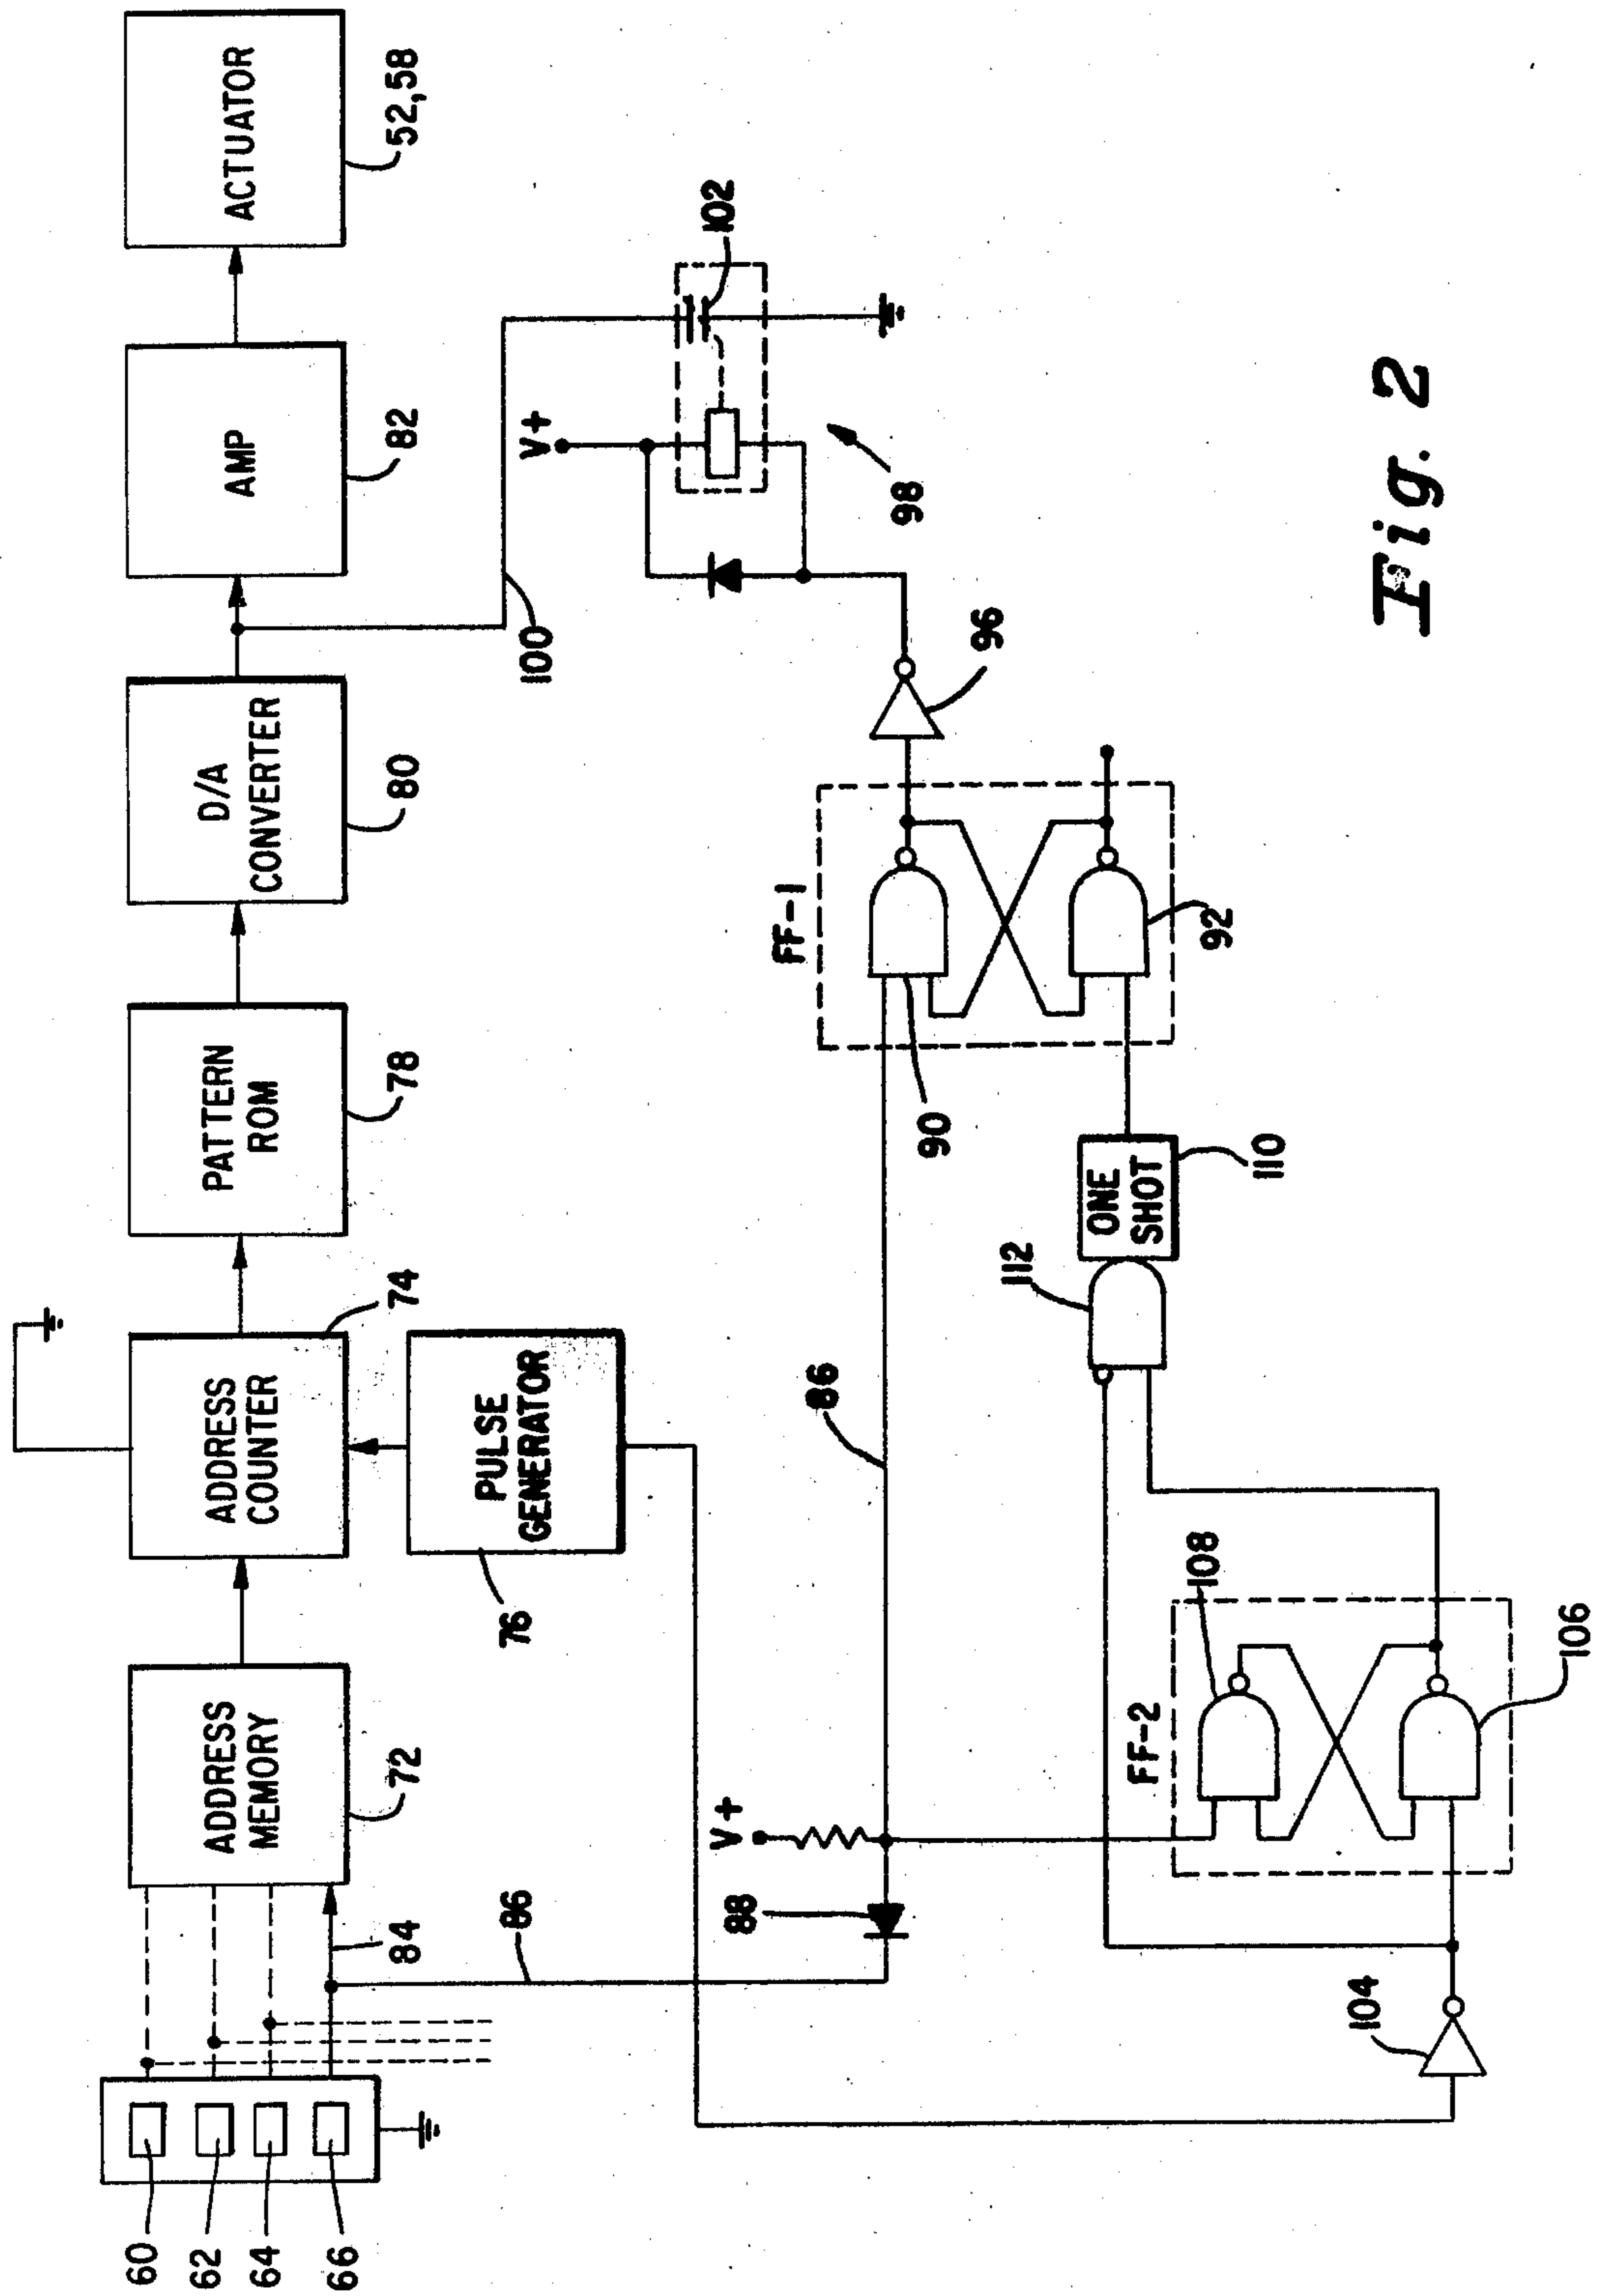 60
62
64
66
84
86
ADDRESS
MEMORY
72
ADDRESS
COUNTER
74
PULSE
GENERATOR
76
PATTERN
ROM
78
D/A
CONVERTER
80
100
AMP
82
ACTUATOR
52,58
V+
102
98
96
FF-1
90
92
86
88
V+
ONE
SHOT
110
112
FF-2
108
106
104
Fig. 2